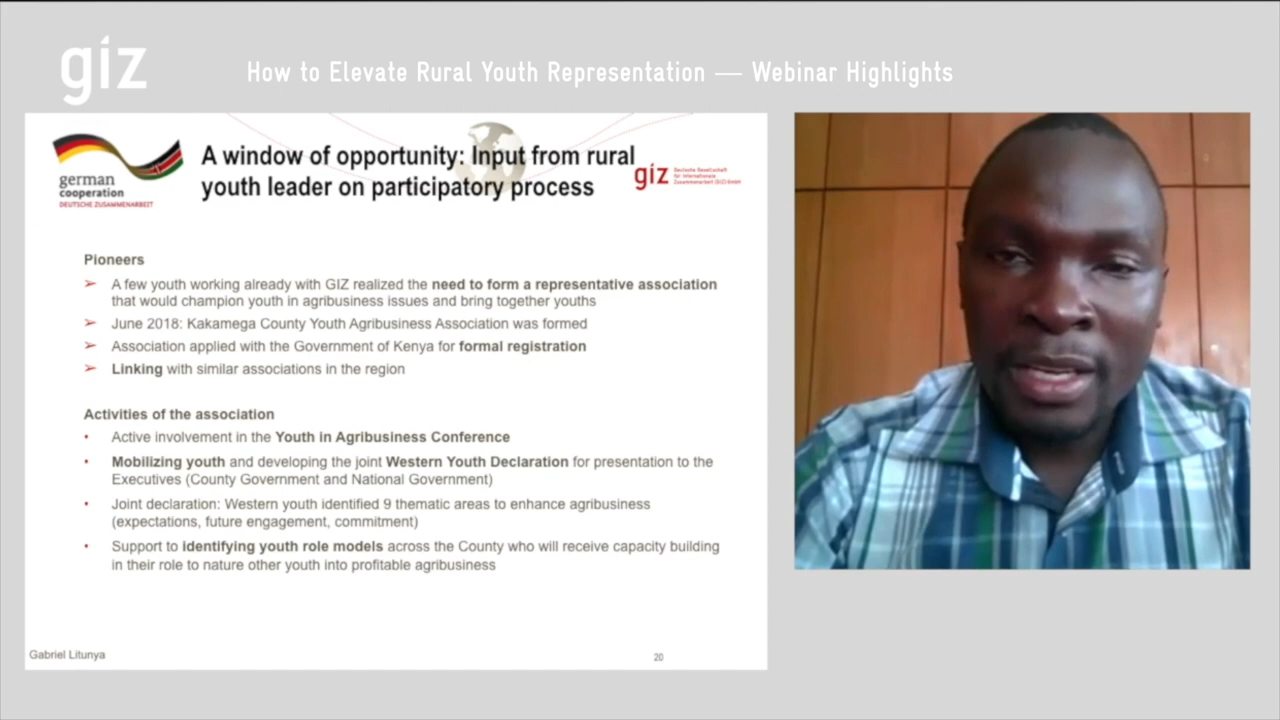 giz
How to Elevate Rural Youth Representation — Webinar Highlights
german
cooperation
DEUTSCHE ZUSAMMENARBEIT
A window of opportunity: Input from rural
youth leader on participatory process
giz
Deutsche Gesellschaft
für Internationale
Zusammenarbeit (GIZ) GmbH
Pioneers
➢ A few youth working already with GIZ realized the need to form a representative association
that would champion youth in agribusiness issues and bring together youths
➢ June 2018: Kakamega County Youth Agribusiness Association was formed
➢ Association applied with the Government of Kenya for formal registration
➢ Linking with similar associations in the region
Activities of the association
• Active involvement in the Youth in Agribusiness Conference
• Mobilizing youth and developing the joint Western Youth Declaration for presentation to the
Executives (County Government and National Government)
• Joint declaration: Western youth identified 9 thematic areas to enhance agribusiness
(expectations, future engagement, commitment)
• Support to identifying youth role models across the County who will receive capacity building
in their role to nature other youth into profitable agribusiness
Gabriel Litunya
20